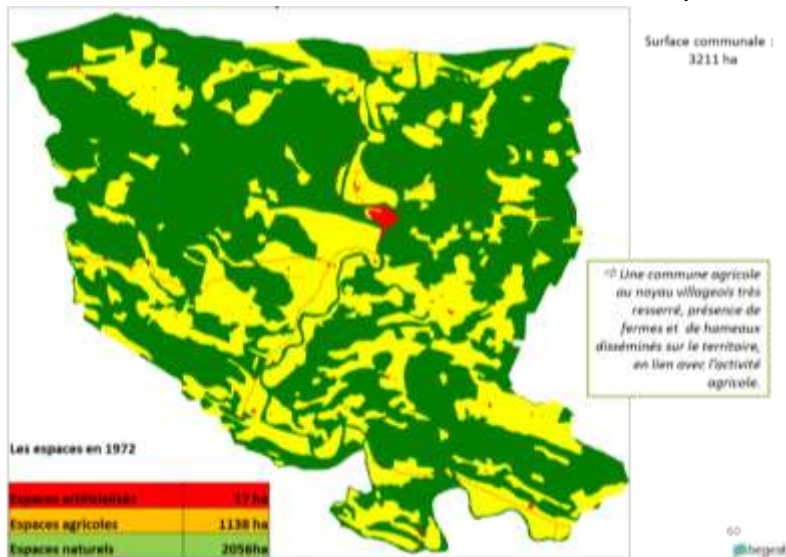 Surface communale :
3211 ha
⇨ Une commune agricole
au noyau villageois très
resserré, présence de
fermes et de hameaux
disséminés sur le territoire,
en lien avec l'activité
agricole.
Les espaces en 1972
Espaces artificialisés 17 ha
Espaces agricoles 1138 ha
Espaces naturels 2056ha
60
begeat